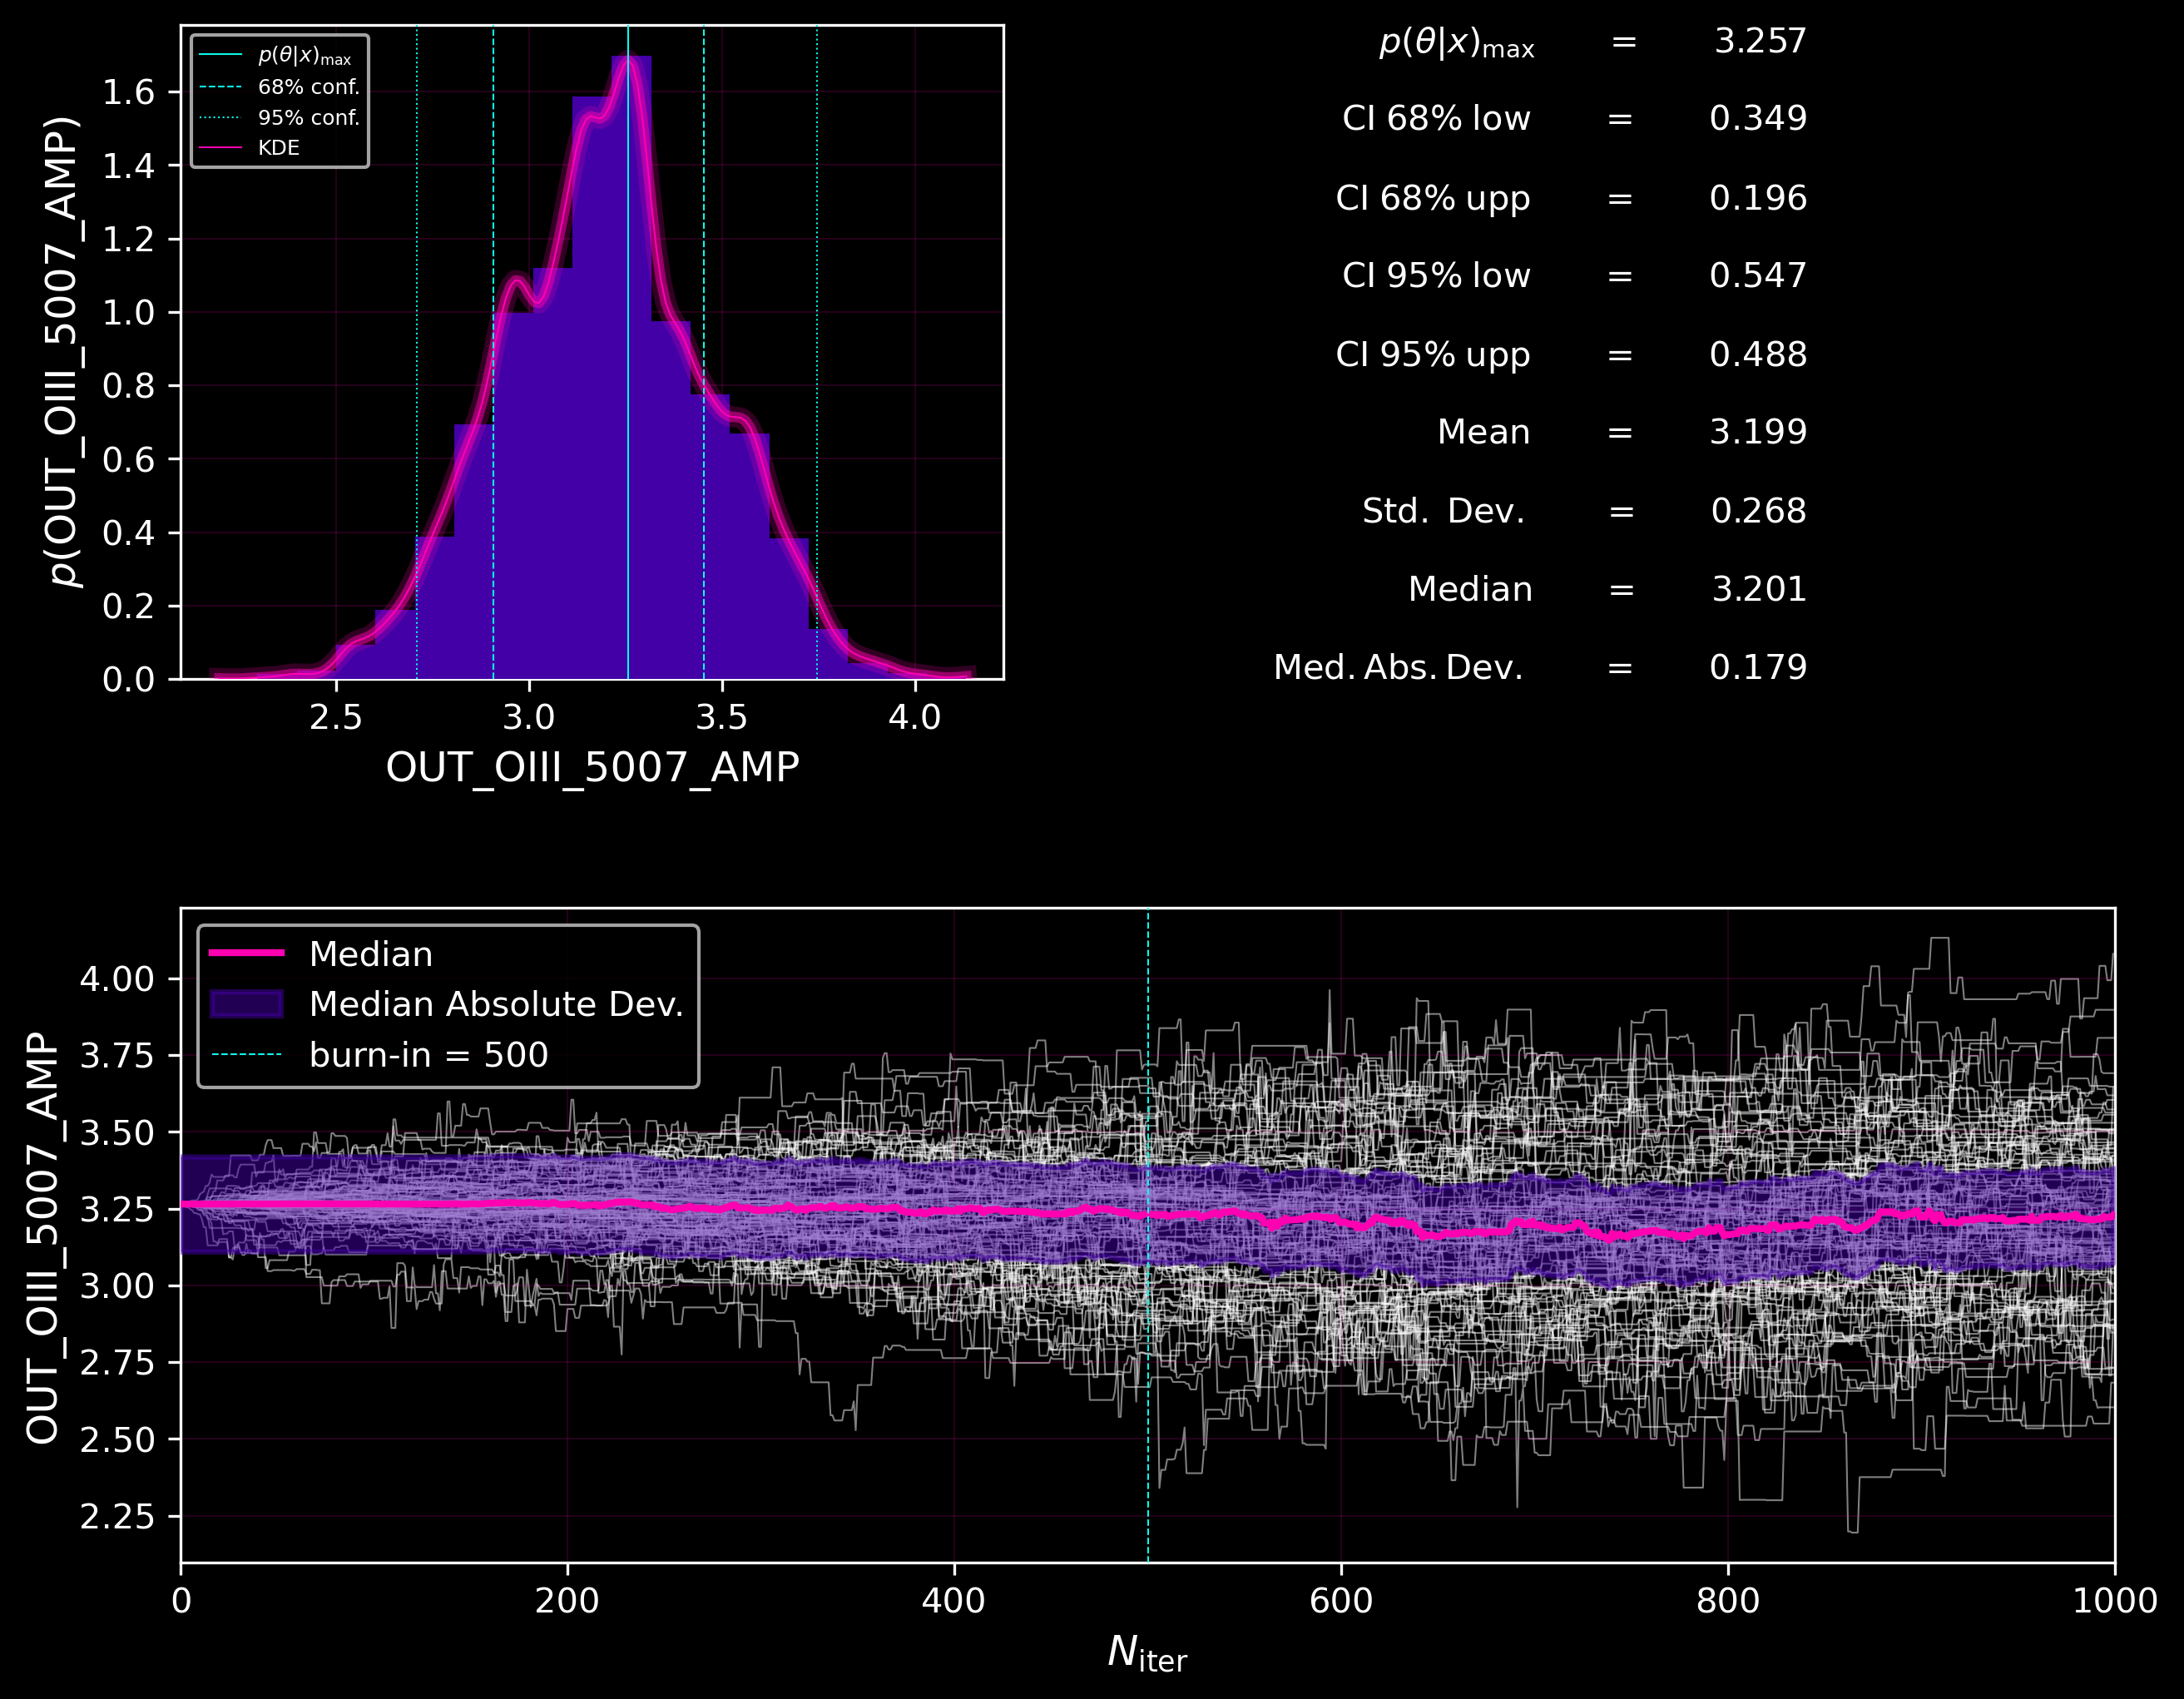 p(θ|x)max
68% conf.
95% conf.
KDE
p(OUT_OIII_5007_AMP)
1.6
1.4
1.2
1.0
0.8
0.6
0.4
0.2
0.0
2.5 3.0 3.5 4.0
OUT_OIII_5007_AMP
p(θ|x)max = 3.257
CI 68% low = 0.349
CI 68% upp = 0.196
CI 95% low = 0.547
CI 95% upp = 0.488
Mean = 3.199
Std. Dev. = 0.268
Median = 3.201
Med. Abs. Dev. = 0.179
Median
Median Absolute Dev.
burn-in = 500
OUT_OIII_5007_AMP
4.00
3.75
3.50
3.25
3.00
2.75
2.50
2.25
0 200 400 600 800 1000
Niter